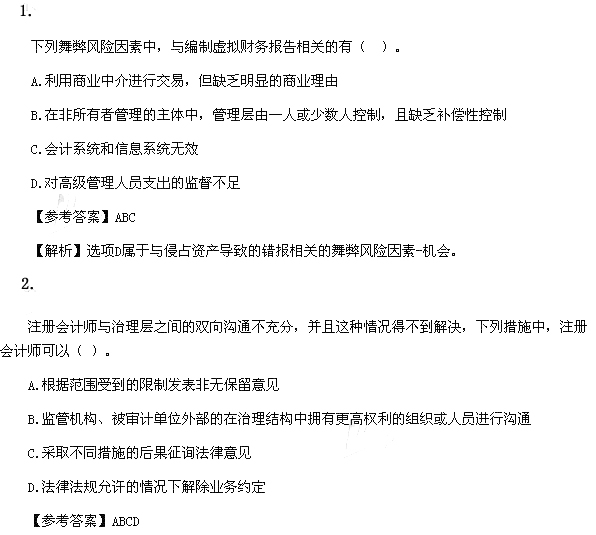 1.
下列舞弊风险因素中，与编制虚拟财务报告相关的有（ ）。
A.利用商业中介进行交易，但缺乏明显的商业理由
B.在非所有者管理的主体中，管理层由一人或少数人控制，且缺乏补偿性控制
C.会计系统和信息系统无效
D.对高级管理人员支出的监督不足
【参考答案】ABC
【解析】选项D属于与侵占资产导致的错报相关的舞弊风险因素-机会。
2.
注册会计师与治理层之间的双向沟通不充分，并且这种情况得不到解决，下列措施中，注册
会计师可以（ ）。
A.根据范围受到的限制发表非无保留意见
B.监管机构、被审计单位外部的在治理结构中拥有更高权利的组织或人员进行沟通
C.采取不同措施的后果征询法律意见
D.法律法规允许的情况下解除业务约定
【参考答案】ABCD